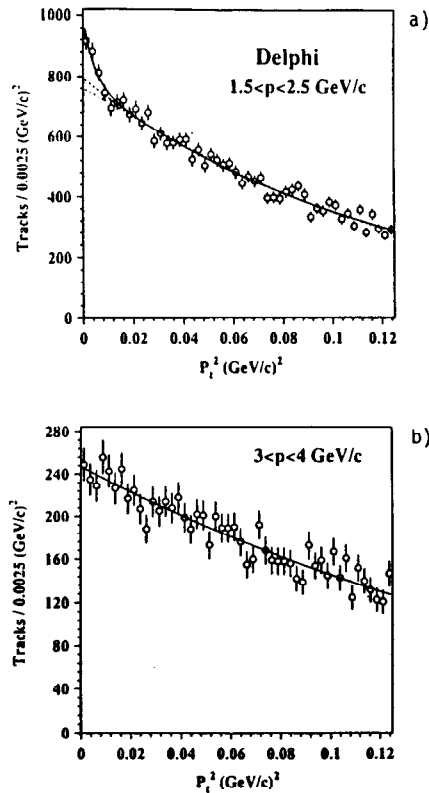 a)
Delphi
1.5<p<2.5 GeV/c
Tracks / 0.0025 (GeV/c)²
1000
800
600
400
200
0
0 0.02 0.04 0.06 0.08 0.1 0.12
Pt² (GeV/c)²
b)
3<p<4 GeV/c
Tracks / 0.0025 (GeV/c)²
280
240
200
160
120
80
40
0
0 0.02 0.04 0.06 0.08 0.1 0.12
Pt² (GeV/c)²